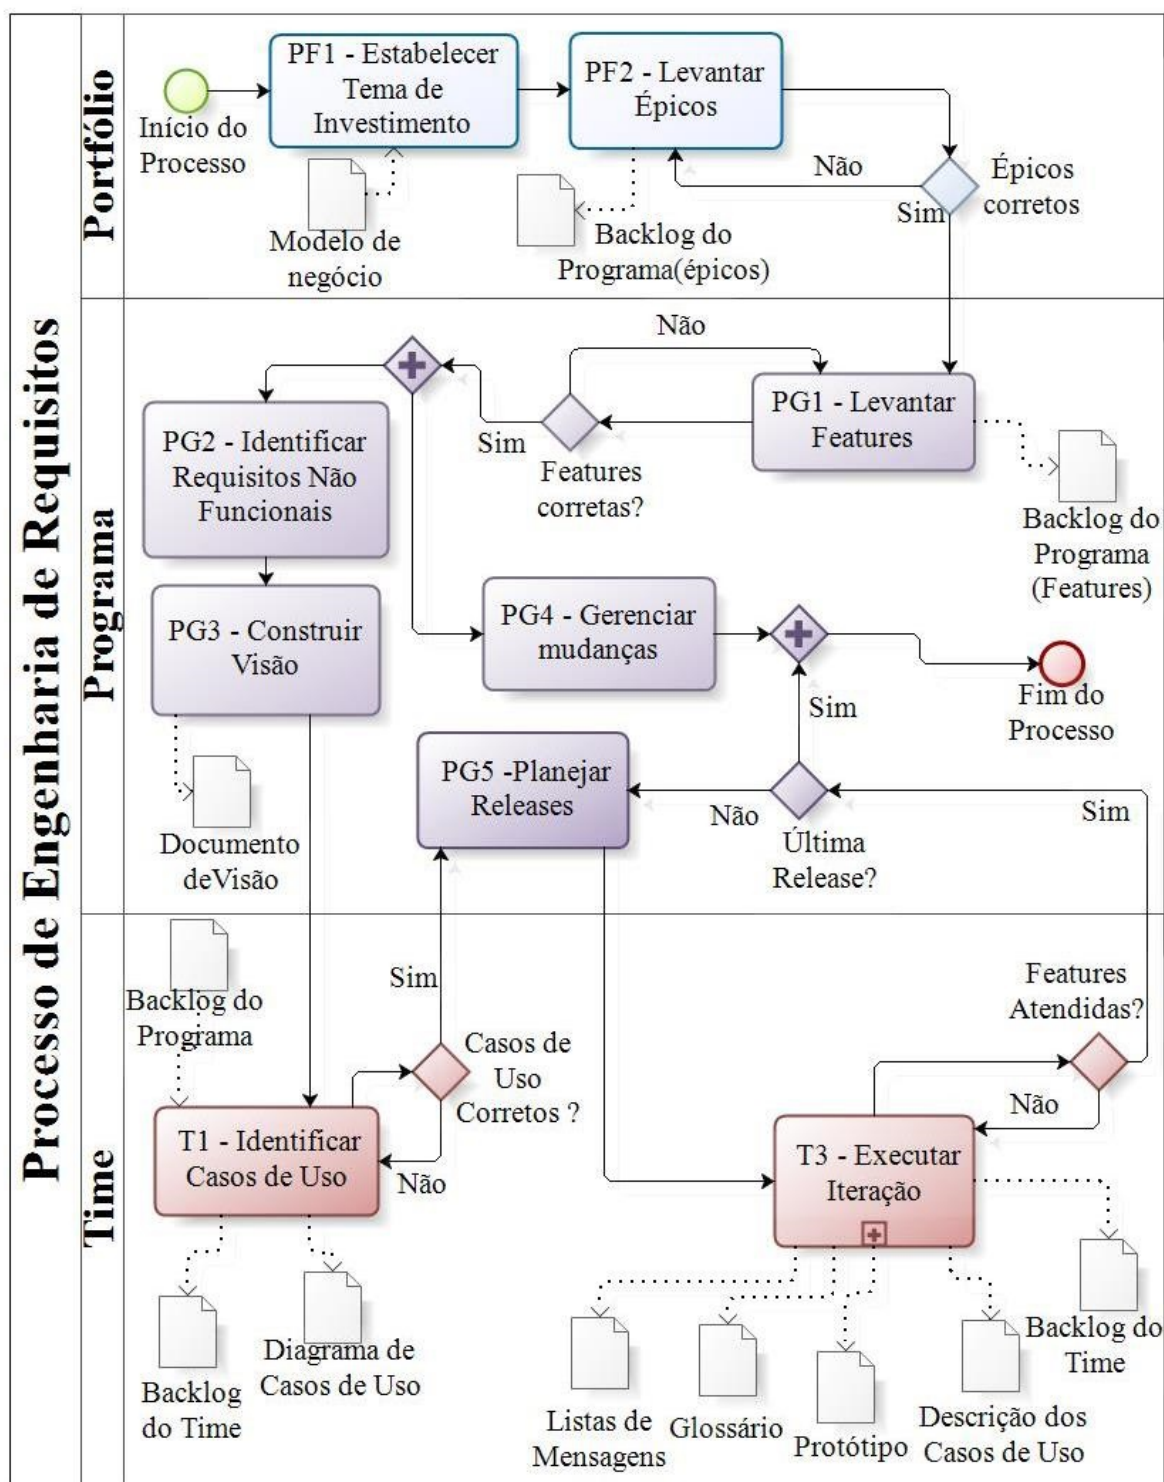 Processo de Engenharia de Requisitos
Portfólio
PF1 - Estabelecer
Tema de
Investimento
PF2 - Levantar
Épicos
Início do
Processo
Não
Épicos
corretos
Sim
Modelo de
negócio
Backlog do
Programa(épicos)
Programa
Não
PG1 - Levantar
Features
Sim
Features
corretas?
PG2 - Identificar
Requisitos Não
Funcionais
Backlog do
Programa
(Features)
PG3 - Construir
Visão
PG4 - Gerenciar
mudanças
Fim do
Processo
Sim
PG5 -Planejar
Releases
Não
Sim
Última
Release?
Documento
deVisão
Time
Backlog do
Programa
Sim
Features
Atendidas?
Casos de
Uso
Corretos ?
Não
T1 - Identificar
Casos de Uso
Não
T3 - Executar
Iteração
Backlog
do Time
Diagrama de
Casos de Uso
Listas de
Mensagens
Glossário
Protótipo
Descrição dos
Casos de Uso
Backlog do
Time